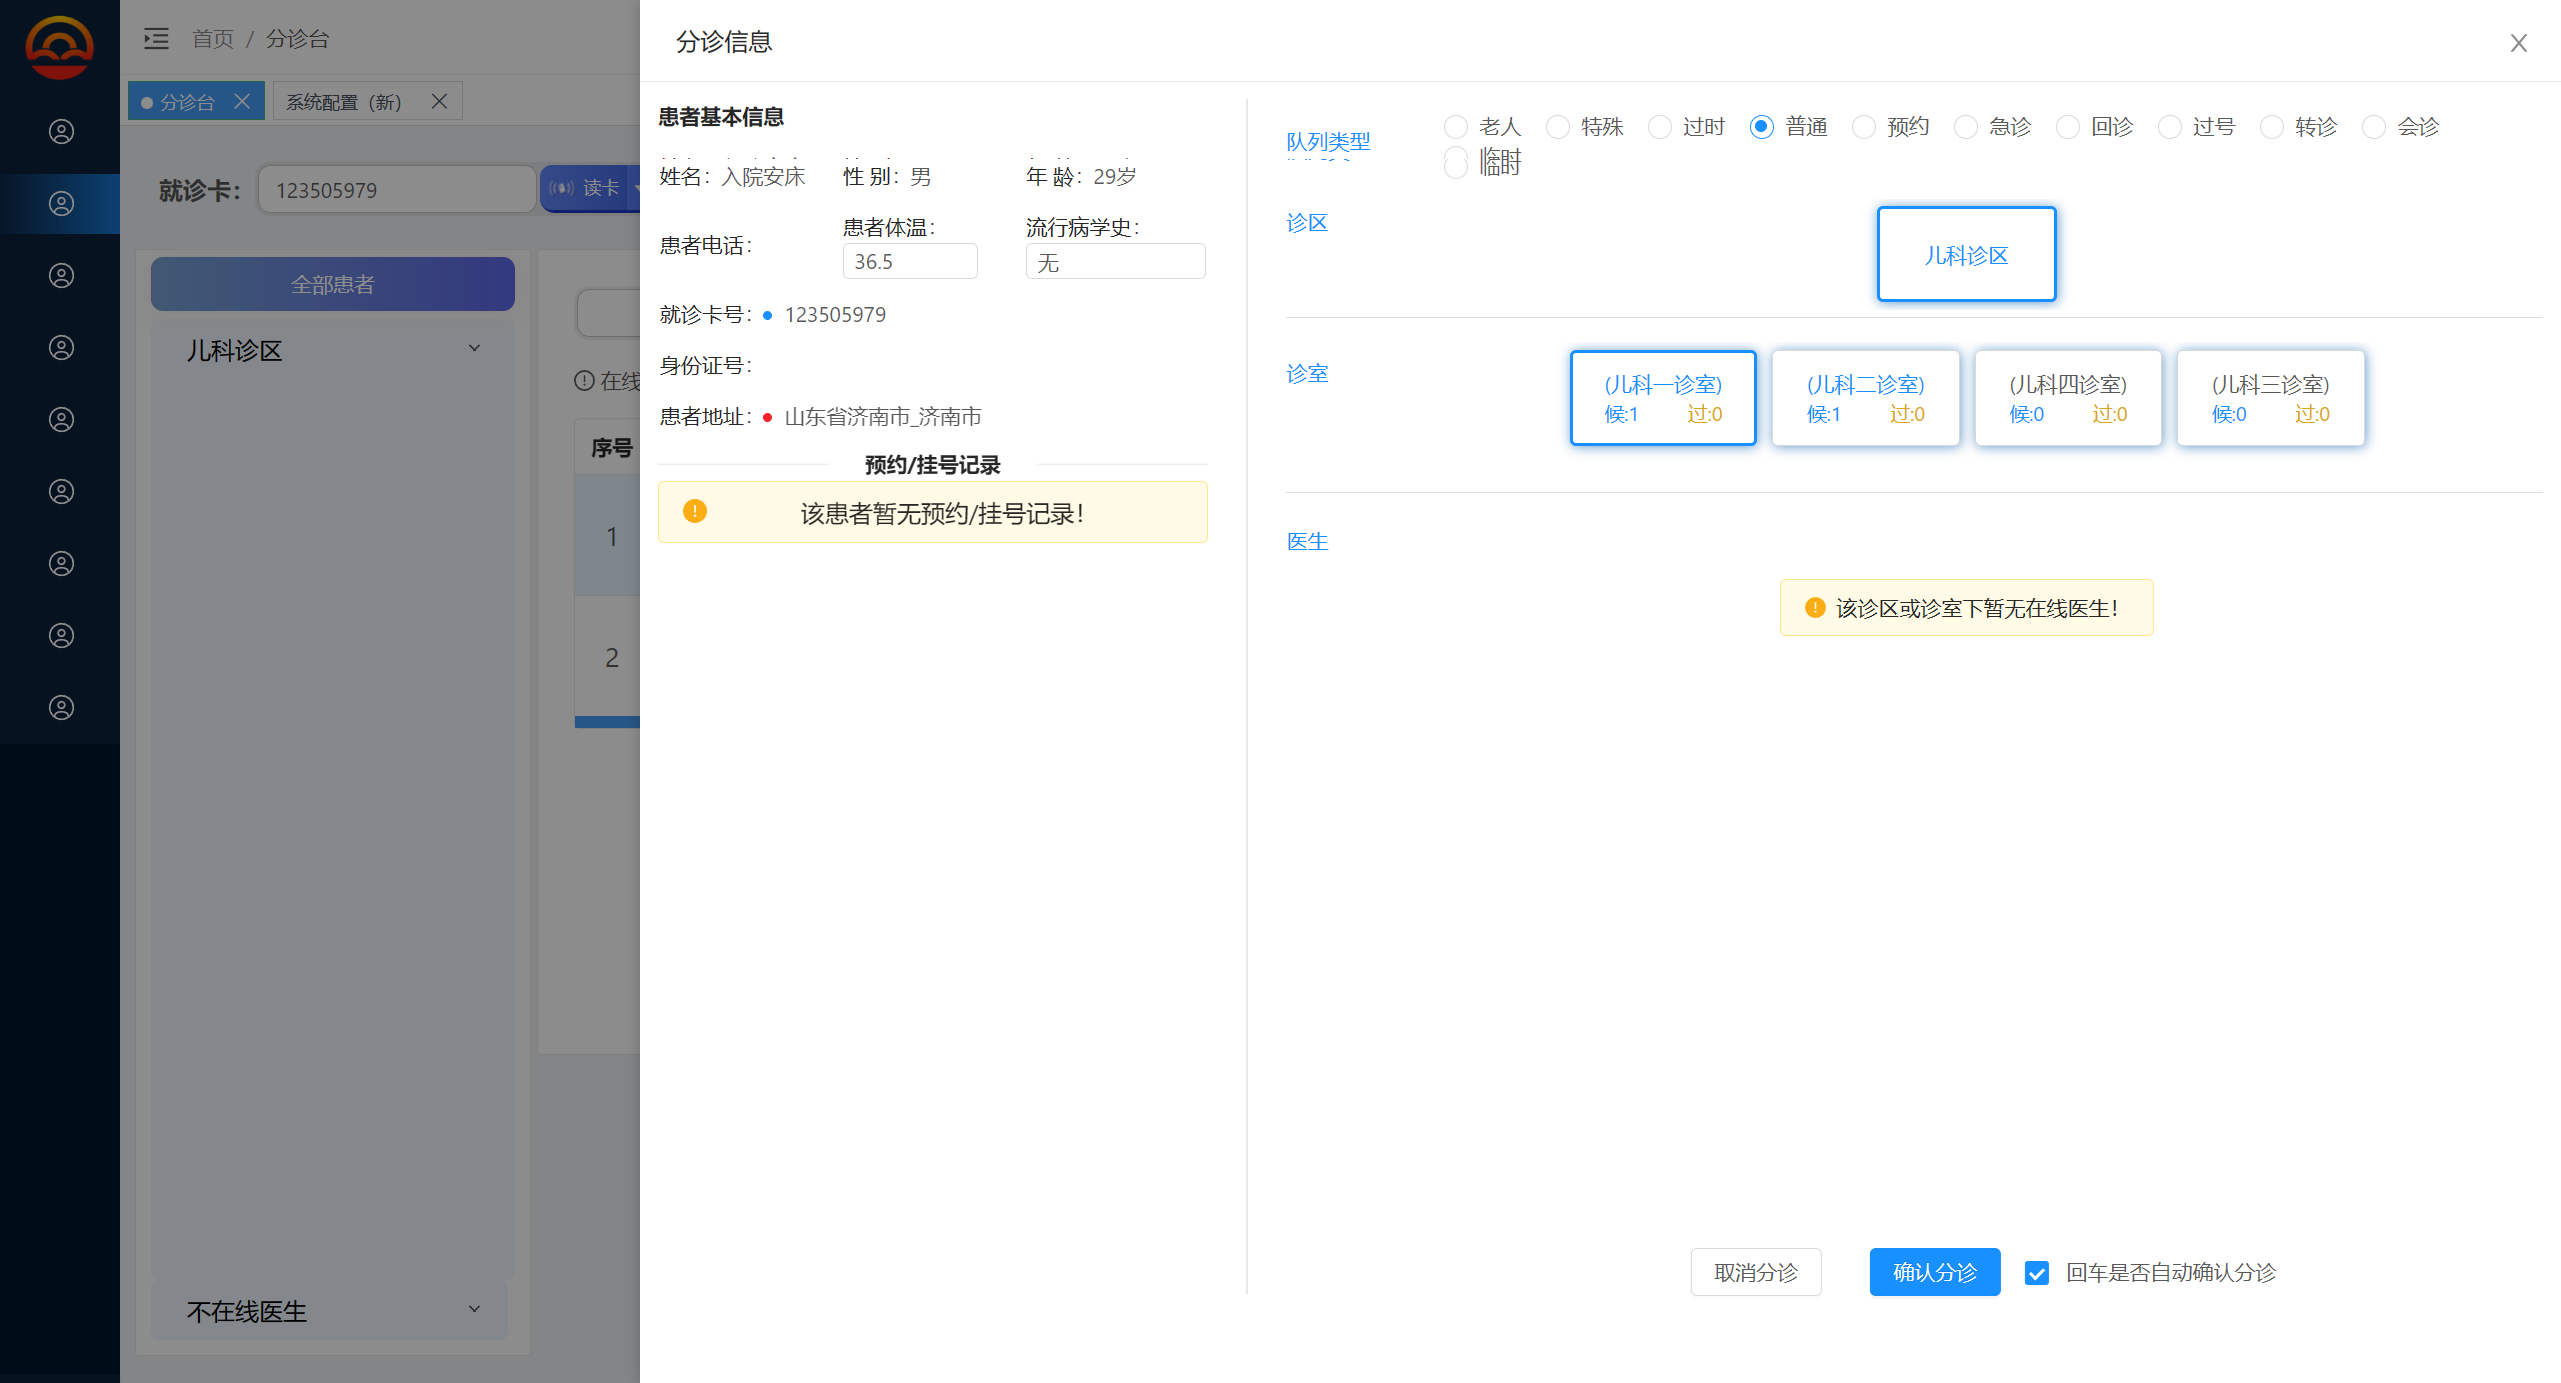 首页 / 分诊台
分诊台
系统配置（新）
就诊卡：
123505979
读卡
全部患者
儿科诊区
不在线医生
在线
序号
1
2
分诊信息
患者基本信息
姓名：入院安床 性 别：男 年 龄：29岁
患者电话： 患者体温： 36.5 流行病学史： 无
就诊卡号： 123505979
身份证号：
患者地址： 山东省济南市_济南市
预约/挂号记录
该患者暂无预约/挂号记录！
队列类型
老人 特殊 过时 普通 预约 急诊 回诊 过号 转诊 会诊
临时
诊区
儿科诊区
诊室
(儿科一诊室) (儿科二诊室) (儿科四诊室) (儿科三诊室)
候:1 过:0 候:1 过:0 候:0 过:0 候:0 过:0
医生
该诊区或诊室下暂无在线医生！
取消分诊 确认分诊 回车是否自动确认分诊